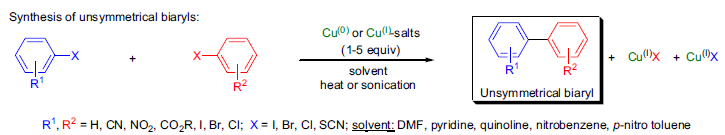 Synthesis of unsymmetrical biaryls:
X
R¹
+
X
R²
Cu(0) or Cu(I)-salts
(1-5 equiv)
solvent
heat or sonication
R¹
R²
Unsymmetrical biaryl
+ Cu(I)X + Cu(I)X
R¹, R² = H, CN, NO₂, CO₂R, I, Br, Cl; X = I, Br, Cl, SCN; solvent: DMF, pyridine, quinoline, nitrobenzene, p-nitro toluene